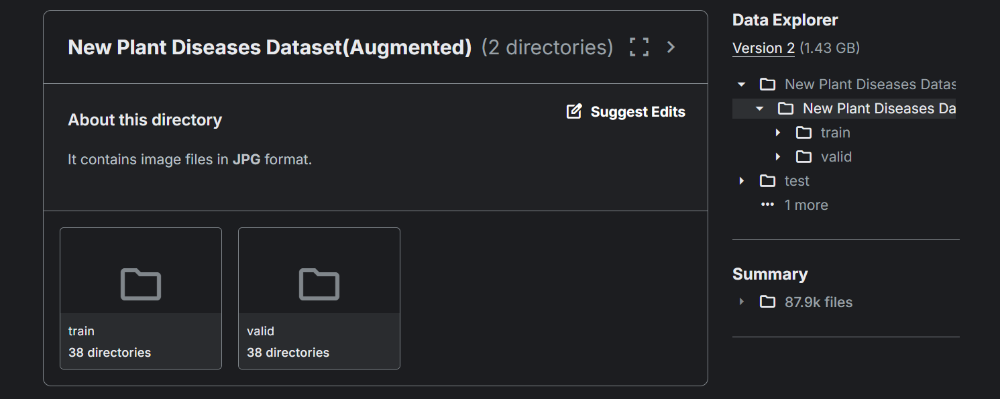 New Plant Diseases Dataset(Augmented) (2 directories)
About this directory
Suggest Edits
It contains image files in JPG format.
train
38 directories
valid
38 directories
Data Explorer
Version 2 (1.43 GB)
New Plant Diseases Datas
New Plant Diseases Da
train
valid
test
1 more
Summary
87.9k files